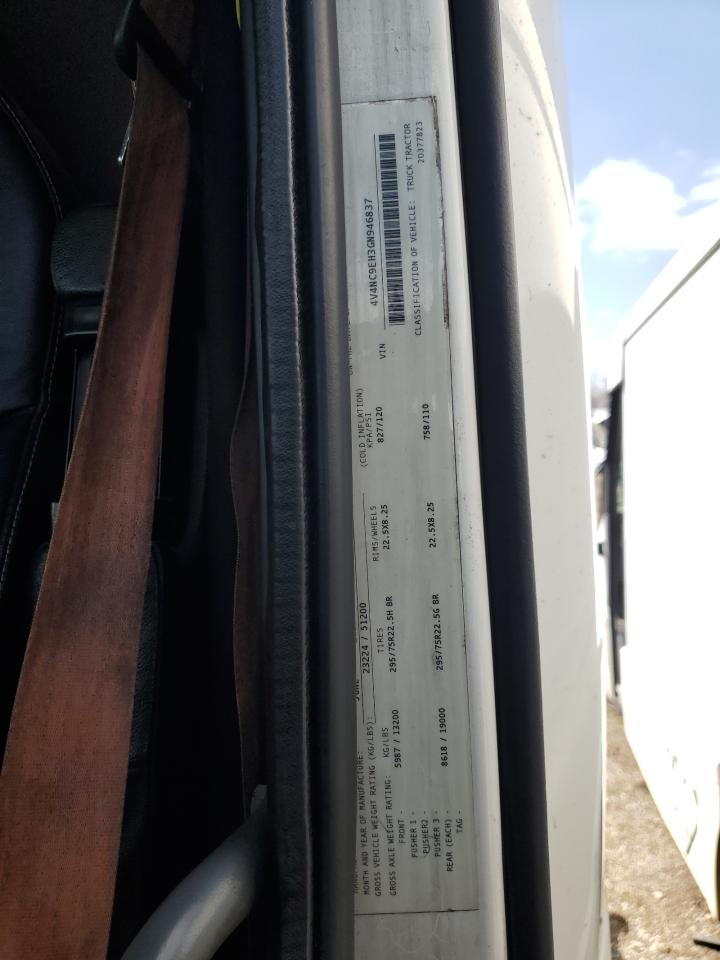 MONTH AND YEAR OF MANUFACTURE:
GROSS VEHICLE WEIGHT RATING (KG/LBS): 23224 / 51200
GROSS AXLE WEIGHT RATING: KG/LBS TIRES RIMS/WHEELS (COLD INFLATION) KPA/PSI
FRONT - 5987 / 13200 295/75R22.5H BR 22.5X8.25 827/120
PUSHER 1 -
PUSHER2 -
PUSHER 3 -
REAR (EACH) - 8618 / 19000 295/75R22.5G BR 22.5X8.25 758/110
TAG -
VIN 4V4NC9EH3GN946837
CLASSIFICATION OF VEHICLE: TRUCK TRACTOR
20377823